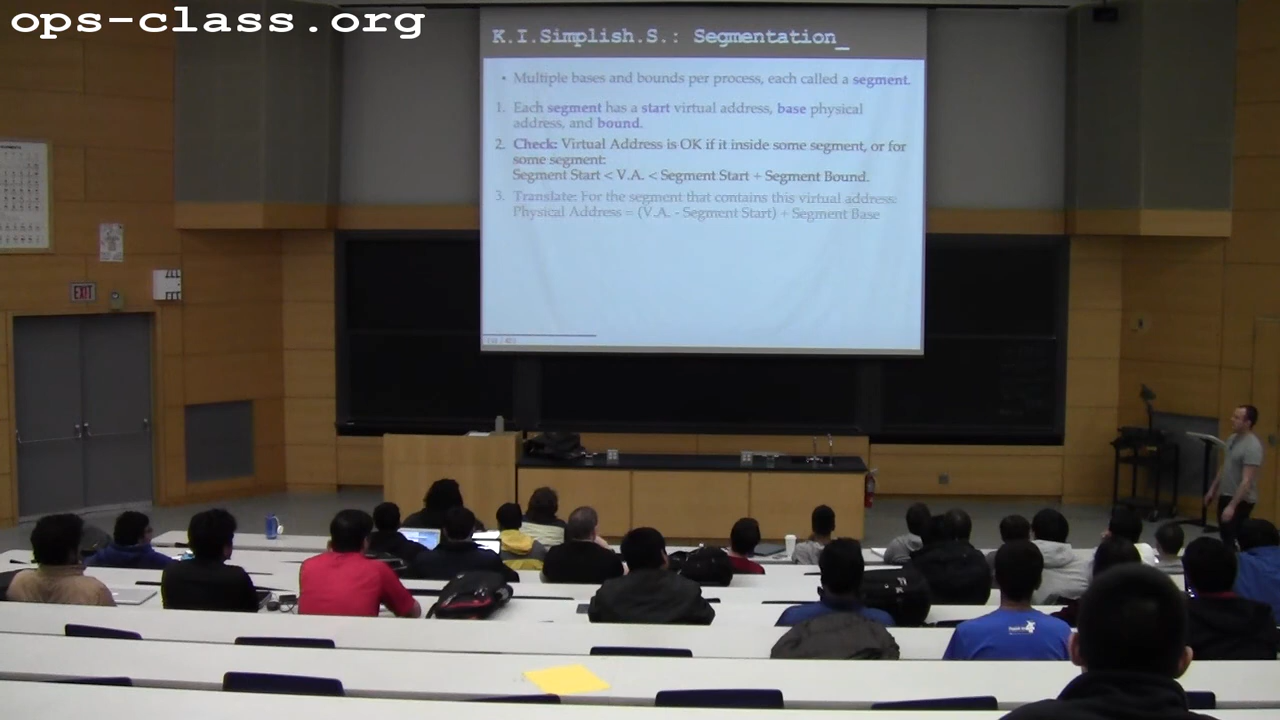 ops-class.org
K.I.Simplish.S.: Segmentation_
• Multiple bases and bounds per process, each called a segment.
1. Each segment has a start virtual address, base physical
address, and bound.
2. Check: Virtual Address is OK if it inside some segment, or for
some segment:
Segment Start < V.A. < Segment Start + Segment Bound.
3. Translate: For the segment that contains this virtual address:
Physical Address = (V.A. - Segment Start) + Segment Base
EXIT